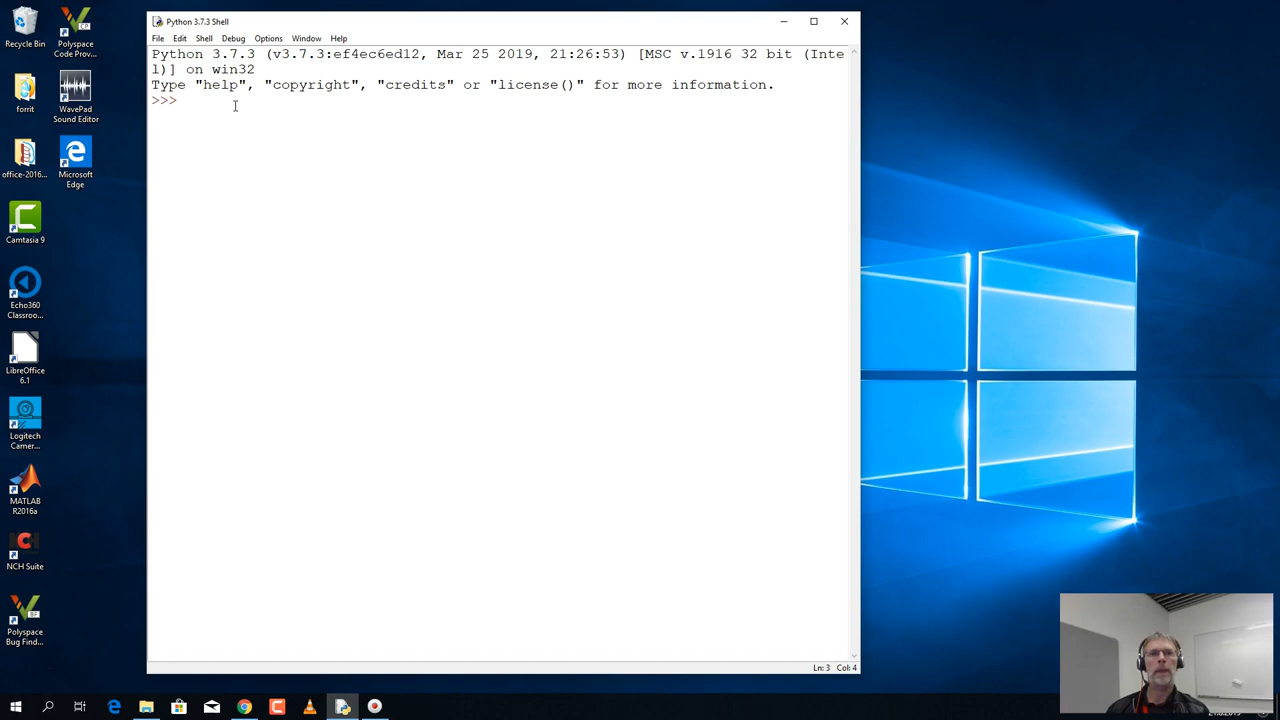 Python 3.7.3 Shell
File Edit Shell Debug Options Window Help
Python 3.7.3 (v3.7.3:ef4ec6ed12, Mar 25 2019, 21:26:53) [MSC v.1916 32 bit (Inte
l)] on win32
Type "help", "copyright", "credits" or "license()" for more information.
>>>
Ln: 3 Col: 4
Recycle Bin
Polyspace
Code Prov...
CP
forrit
WavePad
Sound Editor
office-2016...
Microsoft
Edge
Camtasia 9
Echo360
Classroo...
LibreOffice
6.1
Logitech
Camer...
MATLAB
R2016a
NCH Suite
Polyspace
Bug Find...
BF